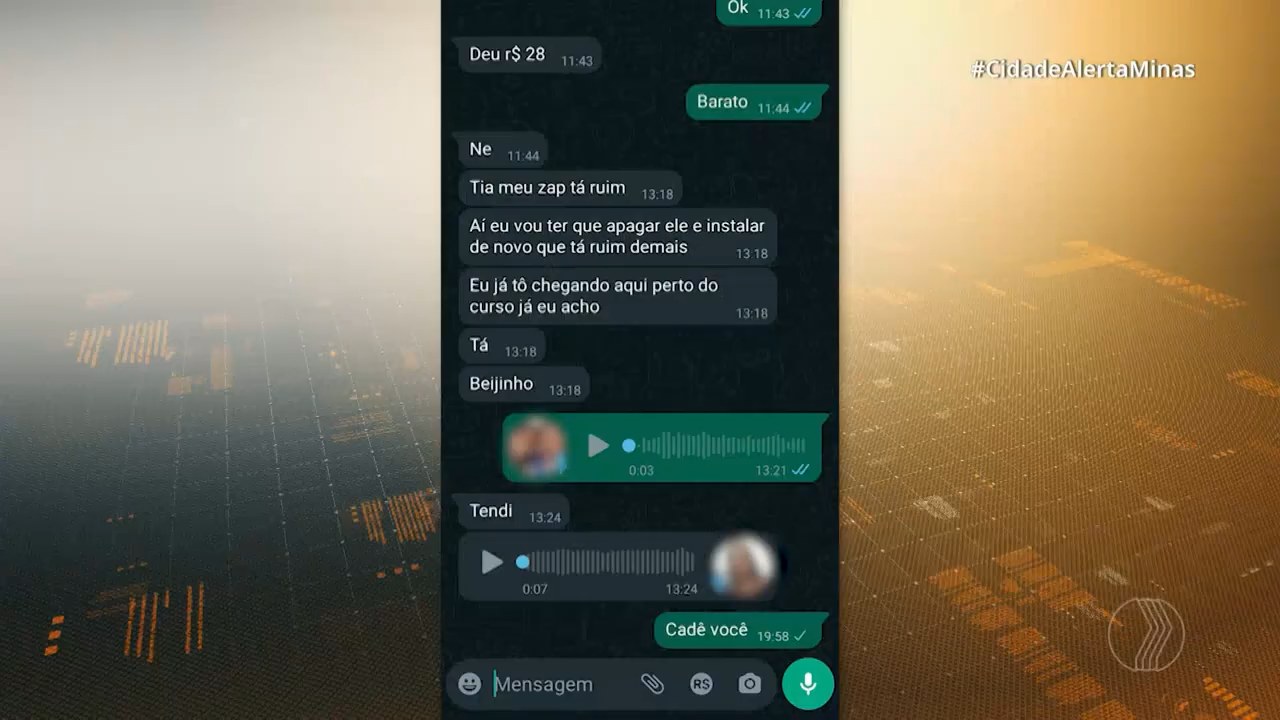 Ok 11:43
#CidadeAlertaMinas
Deu r$ 28 11:43
Barato 11:44
Ne 11:44
Tia meu zap tá ruim 13:18
Aí eu vou ter que apagar ele e instalar
de novo que tá ruim demais 13:18
Eu já tô chegando aqui perto do
curso já eu acho 13:18
Tá 13:18
Beijinho 13:18
0:03 13:21
Tendi 13:24
0:07 13:24
Cadê você 19:58
Mensagem R$